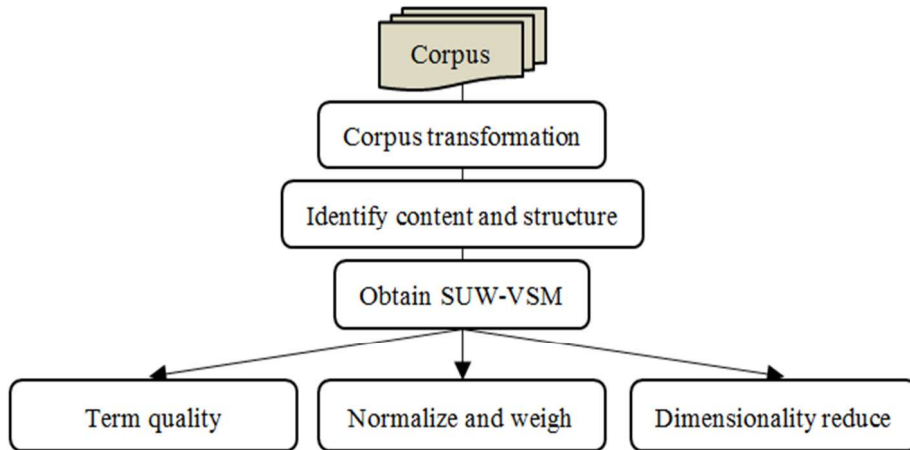 Corpus
Corpus transformation
Identify content and structure
Obtain SUW-VSM
Term quality
Normalize and weigh
Dimensionality reduce